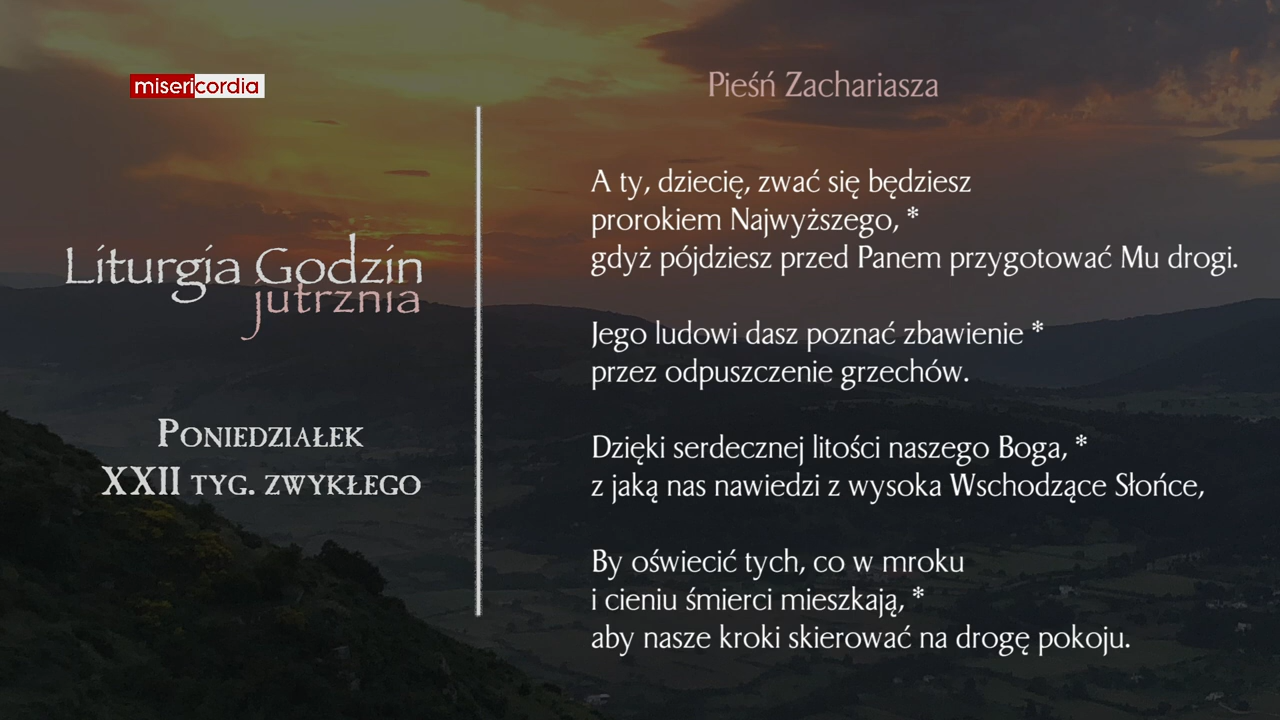 misericordia
Liturgia Godzin
jutrznia
Poniedziałek
XXII tyg. zwykłego
Pieśń Zachariasza
A ty, dziecię, zwać się będziesz
prorokiem Najwyższego, *
gdyż pójdziesz przed Panem przygotować Mu drogi.
Jego ludowi dasz poznać zbawienie *
przez odpuszczenie grzechów.
Dzięki serdecznej litości naszego Boga, *
z jaką nas nawiedzi z wysoka Wschodzące Słońce,
By oświecić tych, co w mroku
i cieniu śmierci mieszkają, *
aby nasze kroki skierować na drogę pokoju.